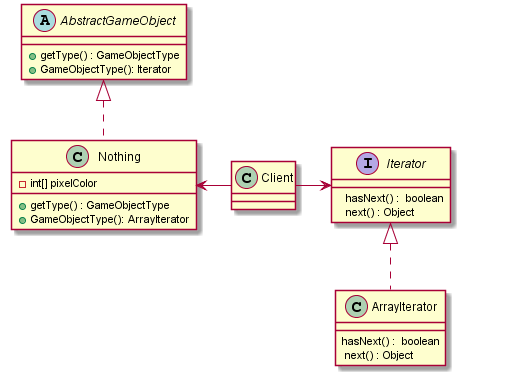 A AbstractGameObject
getType() : GameObjectType
GameObjectType(): Iterator
C Nothing
int[] pixelColor
getType() : GameObjectType
GameObjectType(): ArrayIterator
C Client
I Iterator
hasNext() : boolean
next() : Object
C ArrayIterator
hasNext() : boolean
next() : Object